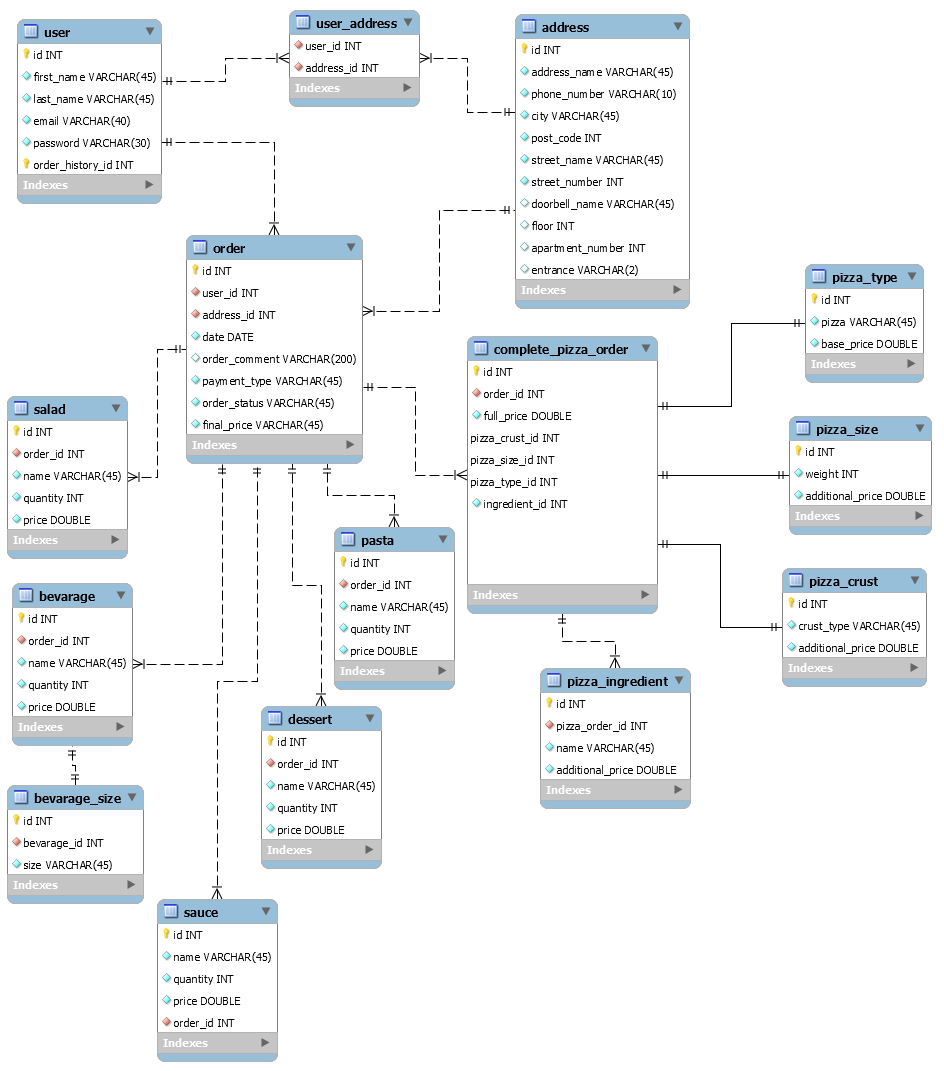 user
id INT
first_name VARCHAR(45)
last_name VARCHAR(45)
email VARCHAR(40)
password VARCHAR(30)
order_history_id INT
Indexes
user_address
user_id INT
address_id INT
Indexes
address
id INT
address_name VARCHAR(45)
phone_number VARCHAR(10)
city VARCHAR(45)
post_code INT
street_name VARCHAR(45)
street_number INT
doorbell_name VARCHAR(45)
floor INT
apartment_number INT
entrance VARCHAR(2)
Indexes
order
id INT
user_id INT
address_id INT
date DATE
order_comment VARCHAR(200)
payment_type VARCHAR(45)
order_status VARCHAR(45)
final_price VARCHAR(45)
Indexes
pizza_type
id INT
pizza VARCHAR(45)
base_price DOUBLE
Indexes
complete_pizza_order
id INT
order_id INT
full_price DOUBLE
pizza_crust_id INT
pizza_size_id INT
pizza_type_id INT
ingredient_id INT
Indexes
salad
id INT
order_id INT
name VARCHAR(45)
quantity INT
price DOUBLE
Indexes
pizza_size
id INT
weight INT
additional_price DOUBLE
Indexes
pasta
id INT
order_id INT
name VARCHAR(45)
quantity INT
price DOUBLE
Indexes
pizza_crust
id INT
crust_type VARCHAR(45)
additional_price DOUBLE
Indexes
bevarage
id INT
order_id INT
name VARCHAR(45)
quantity INT
price DOUBLE
Indexes
pizza_ingredient
id INT
pizza_order_id INT
name VARCHAR(45)
additional_price DOUBLE
Indexes
dessert
id INT
order_id INT
name VARCHAR(45)
quantity INT
price DOUBLE
Indexes
bevarage_size
id INT
bevarage_id INT
size VARCHAR(45)
Indexes
sauce
id INT
name VARCHAR(45)
quantity INT
price DOUBLE
order_id INT
Indexes